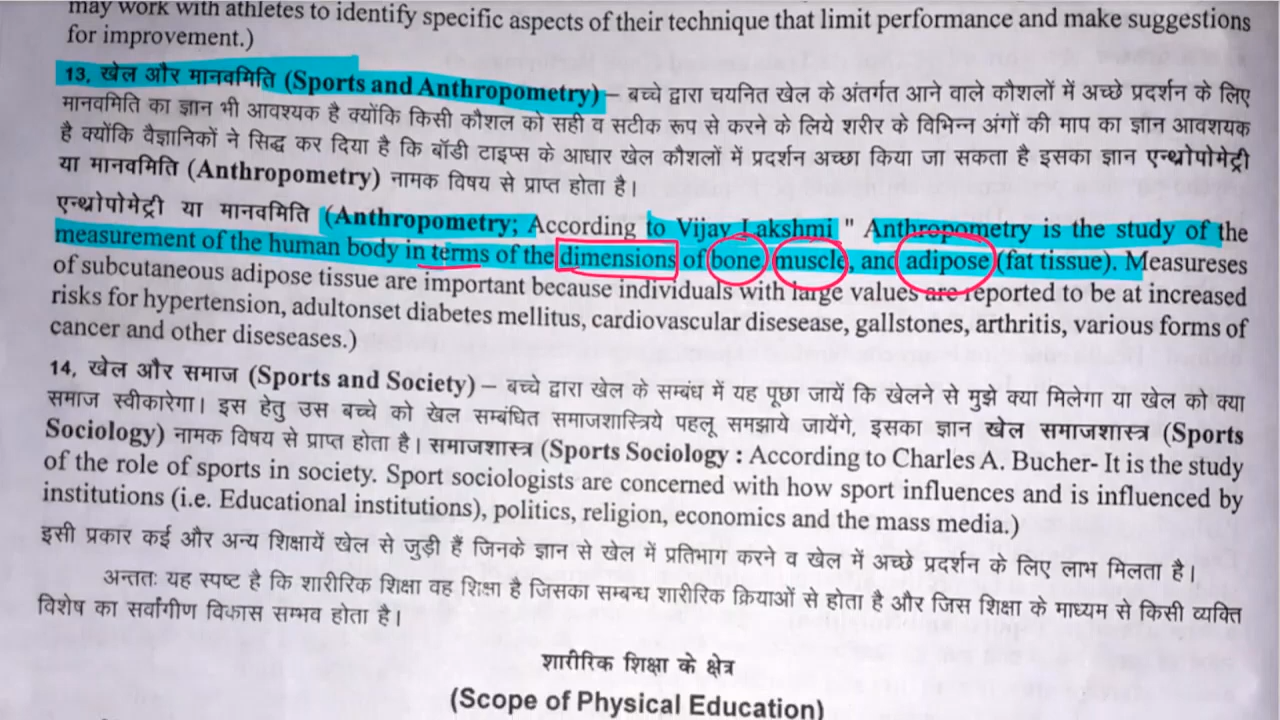 may work with athletes to identify specific aspects of their technique that limit performance and make suggestions
for improvement.)
13. खेल और मानवमिति (Sports and Anthropometry) – बच्चे द्वारा चयनित खेल के अंतर्गत आने वाले कौशलों में अच्छे प्रदर्शन के लिए
मानवमिति का ज्ञान भी आवश्यक है क्योंकि किसी कौशल को सही व सटीक रूप से करने के लिये शरीर के विभिन्न अंगों की माप का ज्ञान आवश्यक
है क्योंकि वैज्ञानिकों ने सिद्ध कर दिया है कि बॉडी टाइप्स के आधार खेल कौशलों में प्रदर्शन अच्छा किया जा सकता है इसका ज्ञान एन्थ्रोपोमेट्री
या मानवमिति (Anthropometry) नामक विषय से प्राप्त होता है।
एन्थ्रोपोमेट्री या मानवमिति (Anthropometry; According to Vijay Lakshmi " Anthropometry is the study of the
measurement of the human body in terms of the dimensions of bone muscle, and adipose (fat tissue). Measureses
of subcutaneous adipose tissue are important because individuals with large values are reported to be at increased
risks for hypertension, adultonset diabetes mellitus, cardiovascular disesease, gallstones, arthritis, various forms of
cancer and other diseseases.)
14, खेल और समाज (Sports and Society) – बच्चे द्वारा खेल के सम्बंध में यह पूछा जायें कि खेलने से मुझे क्या मिलेगा या खेल को क्या
समाज स्वीकारेगा। इस हेतु उस बच्चे को खेल सम्बंधित समाजशास्त्रिये पहलू समझाये जायेंगे, इसका ज्ञान खेल समाजशास्त्र (Sports
Sociology) नामक विषय से प्राप्त होता है। समाजशास्त्र (Sports Sociology : According to Charles A. Bucher- It is the study
of the role of sports in society. Sport sociologists are concerned with how sport influences and is influenced by
institutions (i.e. Educational institutions), politics, religion, economics and the mass media.)
इसी प्रकार कई और अन्य शिक्षायें खेल से जुड़ी हैं जिनके ज्ञान से खेल में प्रतिभाग करने व खेल में अच्छे प्रदर्शन के लिए लाभ मिलता है।
अन्ततः यह स्पष्ट है कि शारीरिक शिक्षा वह शिक्षा है जिसका सम्बन्ध शारीरिक क्रियाओं से होता है और जिस शिक्षा के माध्यम से किसी व्यक्ति
विशेष का सर्वांगीण विकास सम्भव होता है।
शारीरिक शिक्षा के क्षेत्र
(Scope of Physical Education)